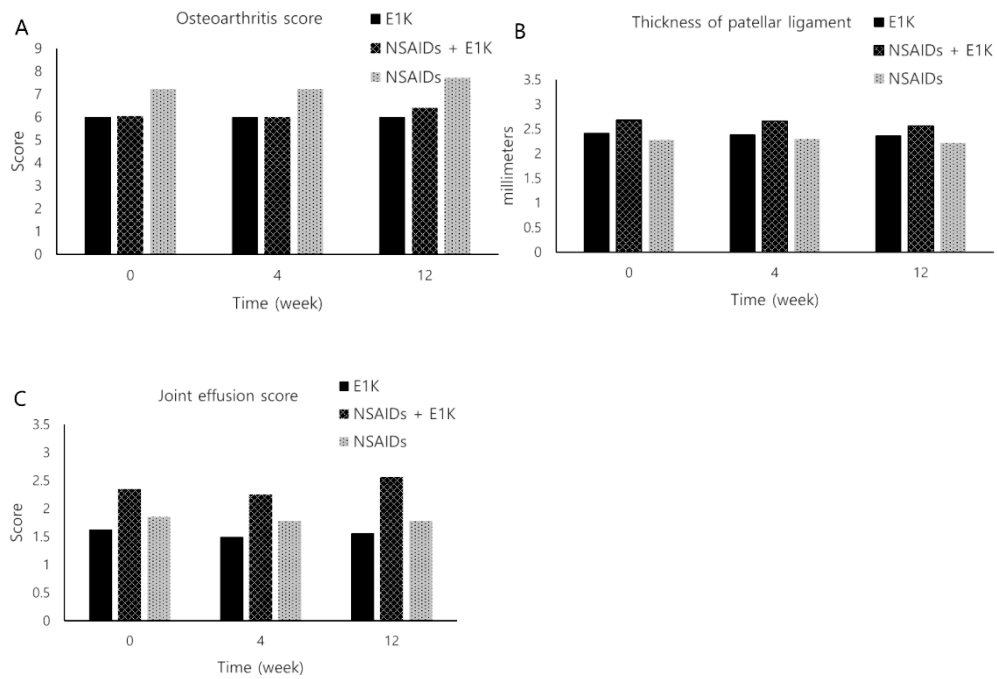 A
Osteoarthritis score
E1K
NSAIDs + E1K
NSAIDs
9
8
7
6
5
4
3
2
1
0
Score
0 4 12
Time (week)
B
Thickness of patellar ligament
E1K
NSAIDs + E1K
NSAIDs
3.5
3
2.5
2
1.5
1
0.5
0
millimeters
0 4 12
Time (week)
C
Joint effusion score
E1K
NSAIDs + E1K
NSAIDs
3.5
3
2.5
2
1.5
1
0.5
0
Score
0 4 12
Time (week)